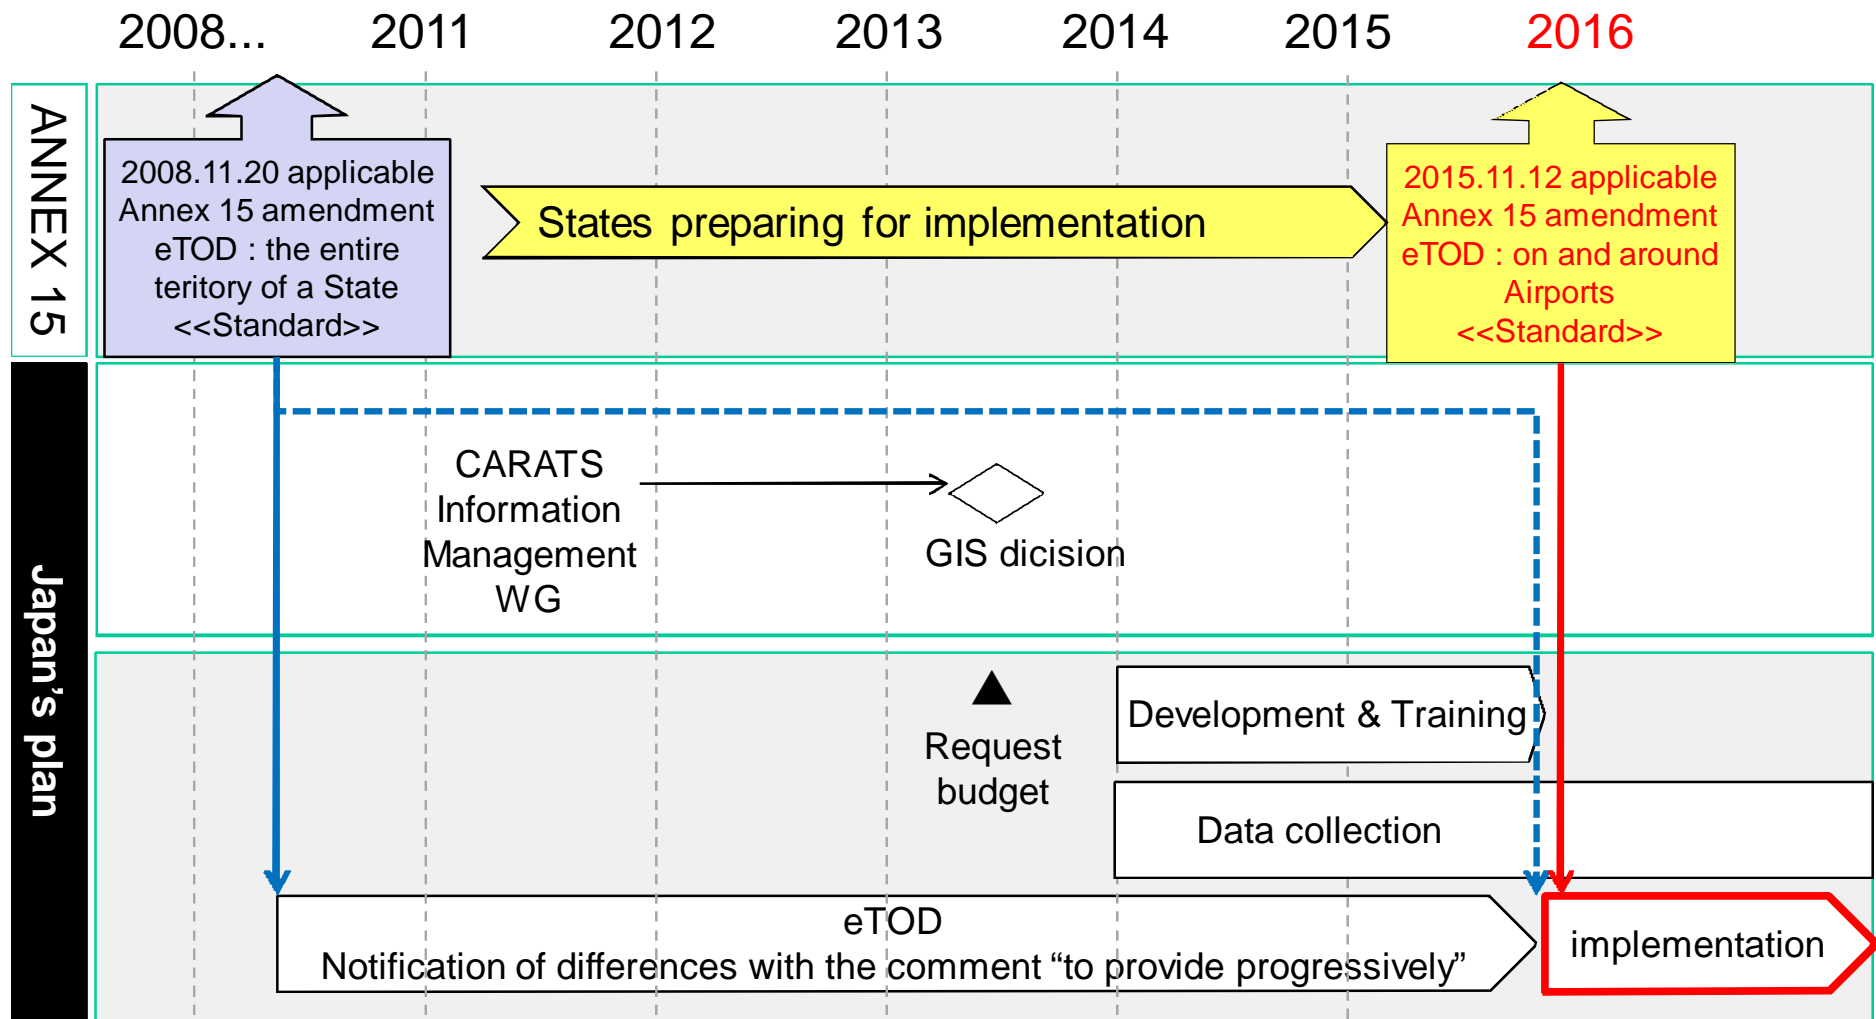 2008... 2011 2012 2013 2014 2015 2016
ANNEX 15
2008.11.20 applicable
Annex 15 amendment
eTOD : the entire
teritory of a State
<<Standard>>
States preparing for implementation
2015.11.12 applicable
Annex 15 amendment
eTOD : on and around
Airports
<<Standard>>
Japan's plan
CARATS
Information
Management
WG
GIS dicision
Request
budget
Development & Training
Data collection
eTOD
Notification of differences with the comment “to provide progressively”
implementation